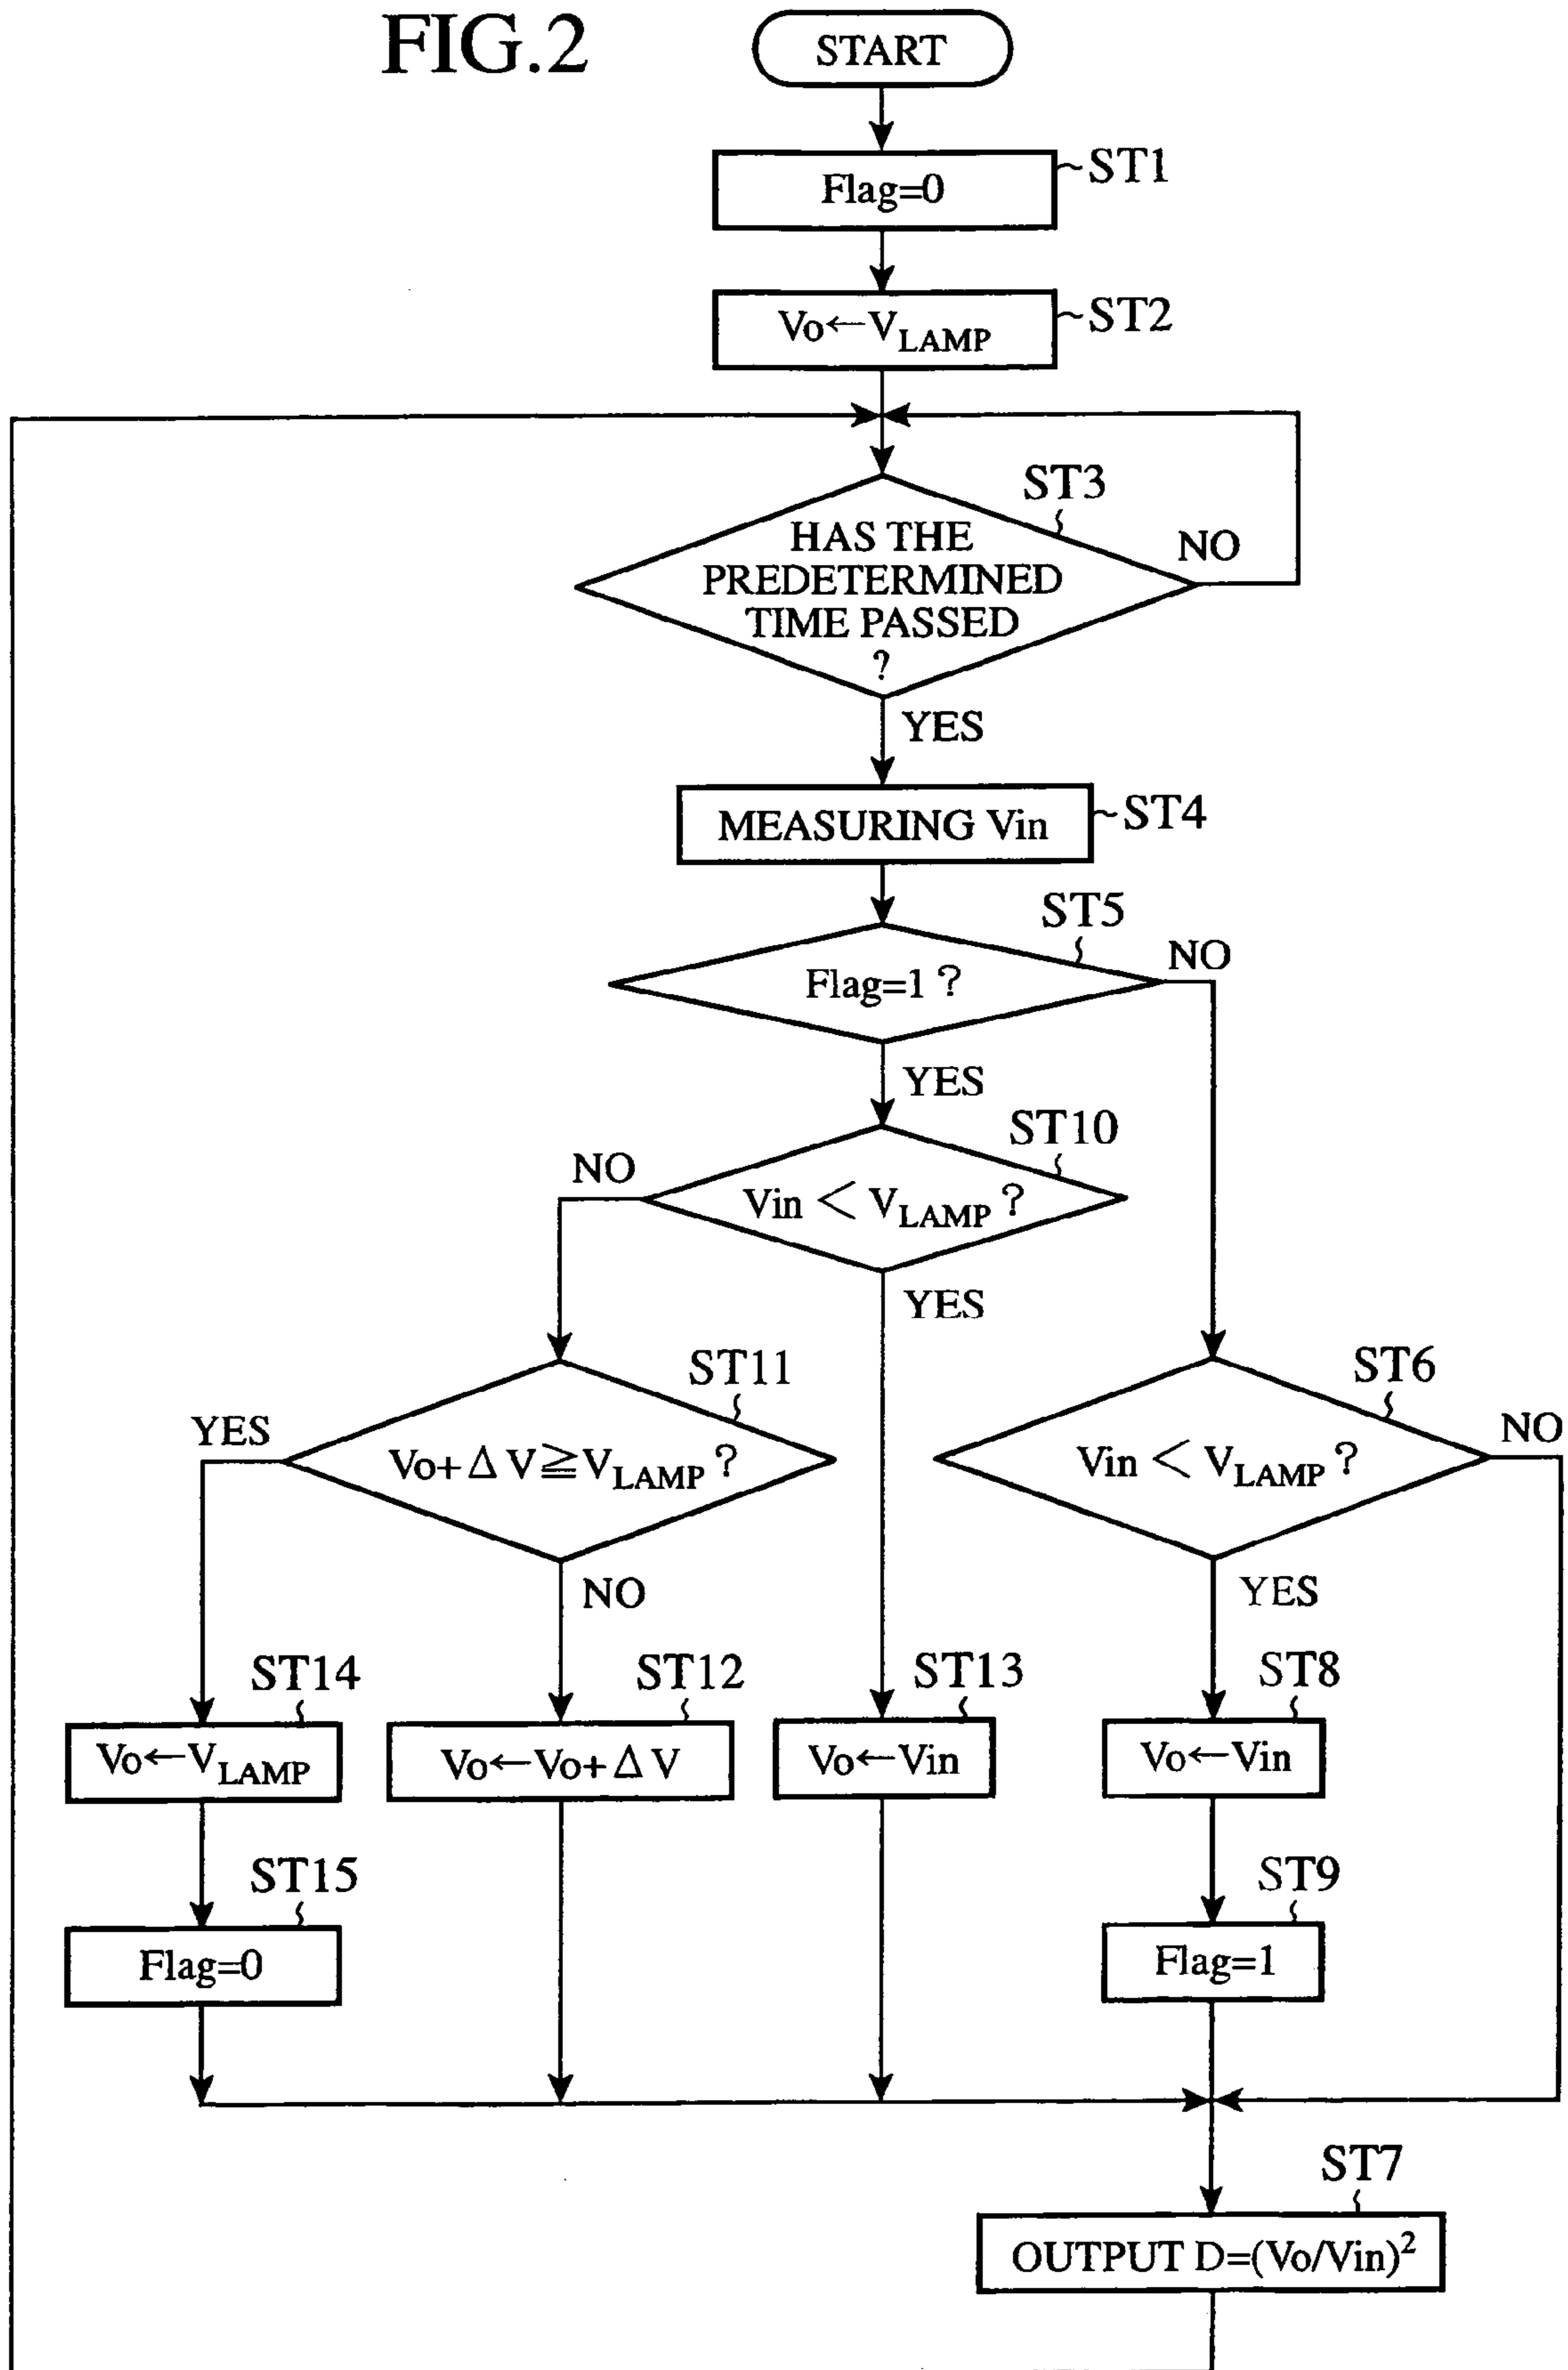 FIG.2
START
Flag=0
ST1
Vo←VLAMP
ST2
ST3
HAS THE
PREDETERMINED
TIME PASSED
?
NO
YES
MEASURING Vin
ST4
ST5
Flag=1 ?
NO
YES
ST10
NO
Vin < VLAMP ?
YES
ST11
YES
Vo+ Δ V≧VLAMP ?
NO
ST6
Vin < VLAMP ?
NO
YES
ST14
Vo←VLAMP
ST12
Vo←Vo+ Δ V
ST13
Vo←Vin
ST8
Vo←Vin
ST15
Flag=0
ST9
Flag=1
ST7
OUTPUT D=(Vo/Vin)²